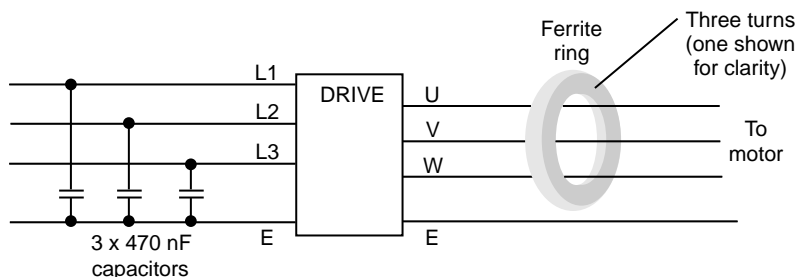 Three turns
(one shown
for clarity)
Ferrite
ring
L1
DRIVE
U
L2
V
To
motor
L3
W
E
E
3 x 470 nF
capacitors